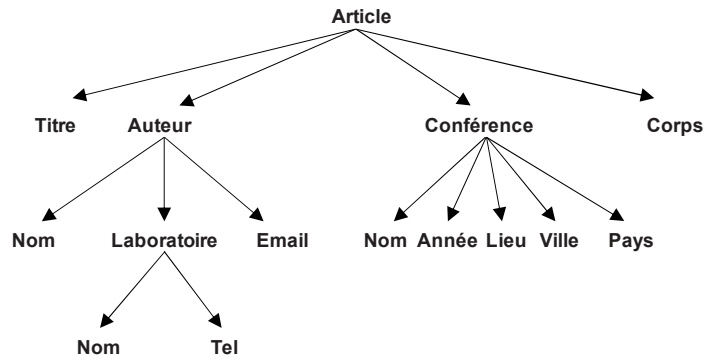 Article
Titre Auteur Conférence Corps
Nom Laboratoire Email Nom Année Lieu Ville Pays
Nom Tel